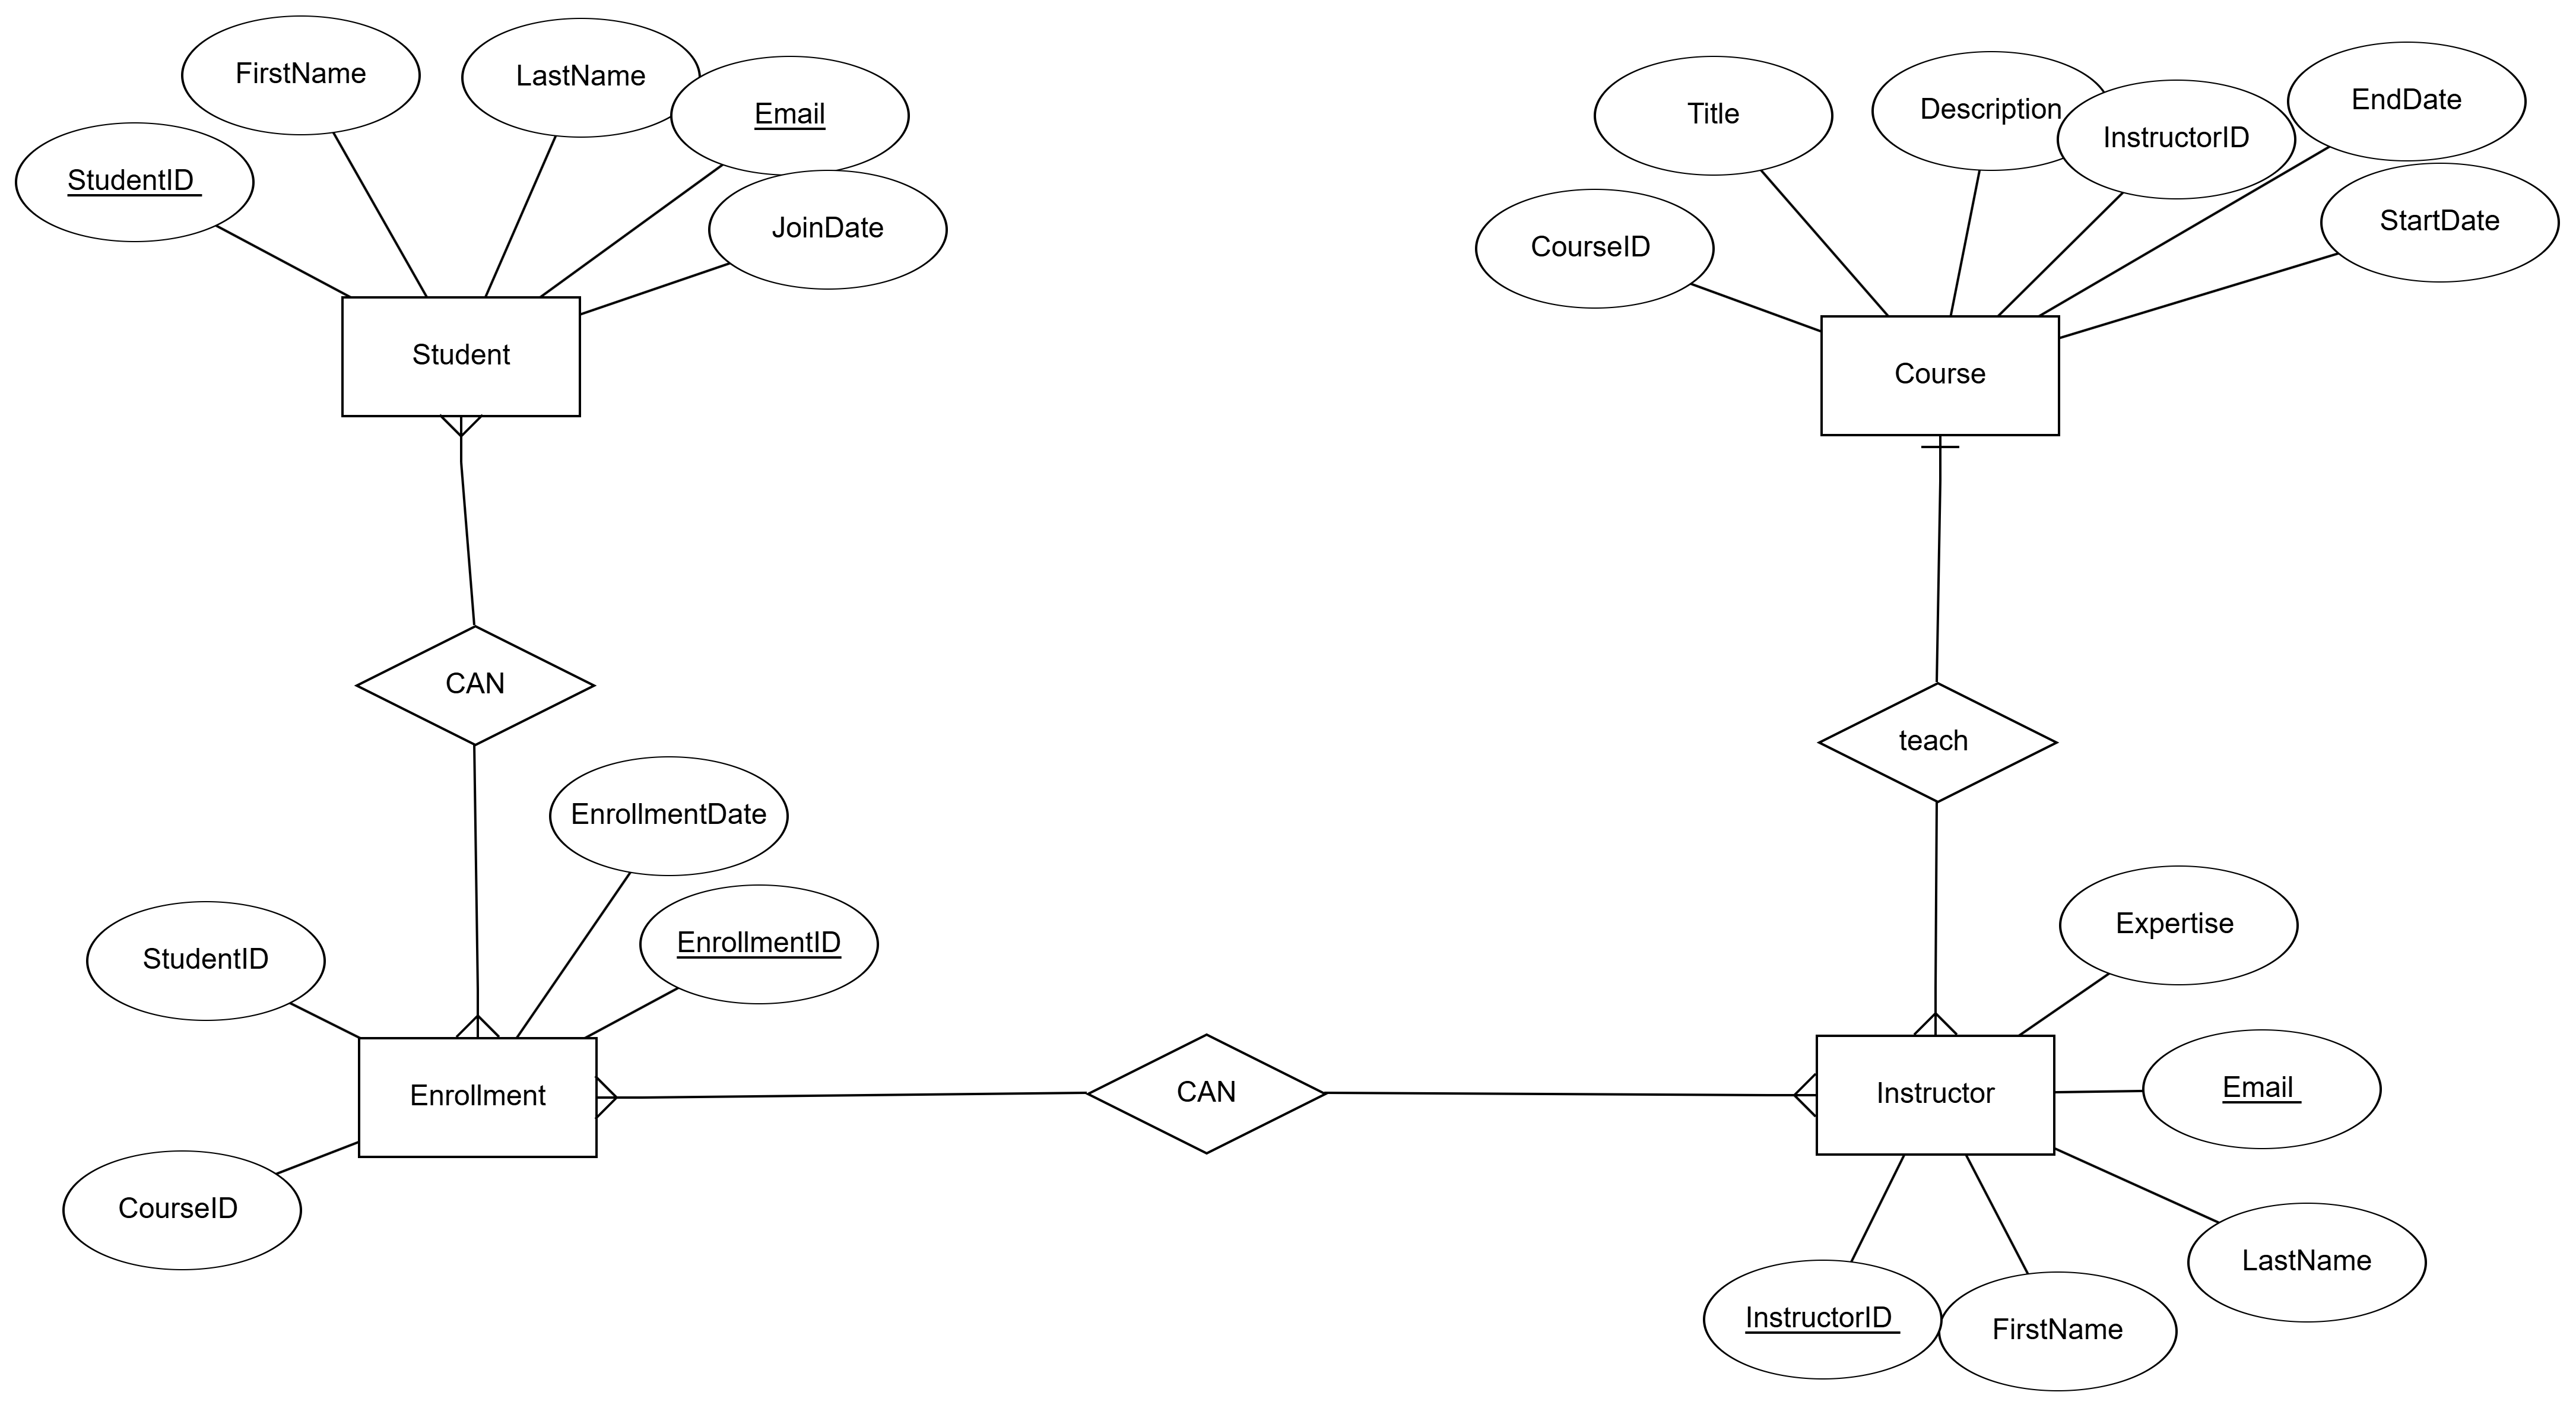 FirstName
LastName
Email
StudentID
JoinDate
Student
Title
Description
InstructorID
EndDate
CourseID
StartDate
Course
CAN
teach
EnrollmentDate
EnrollmentID
StudentID
Enrollment
CourseID
CAN
Expertise
Email
Instructor
LastName
InstructorID
FirstName